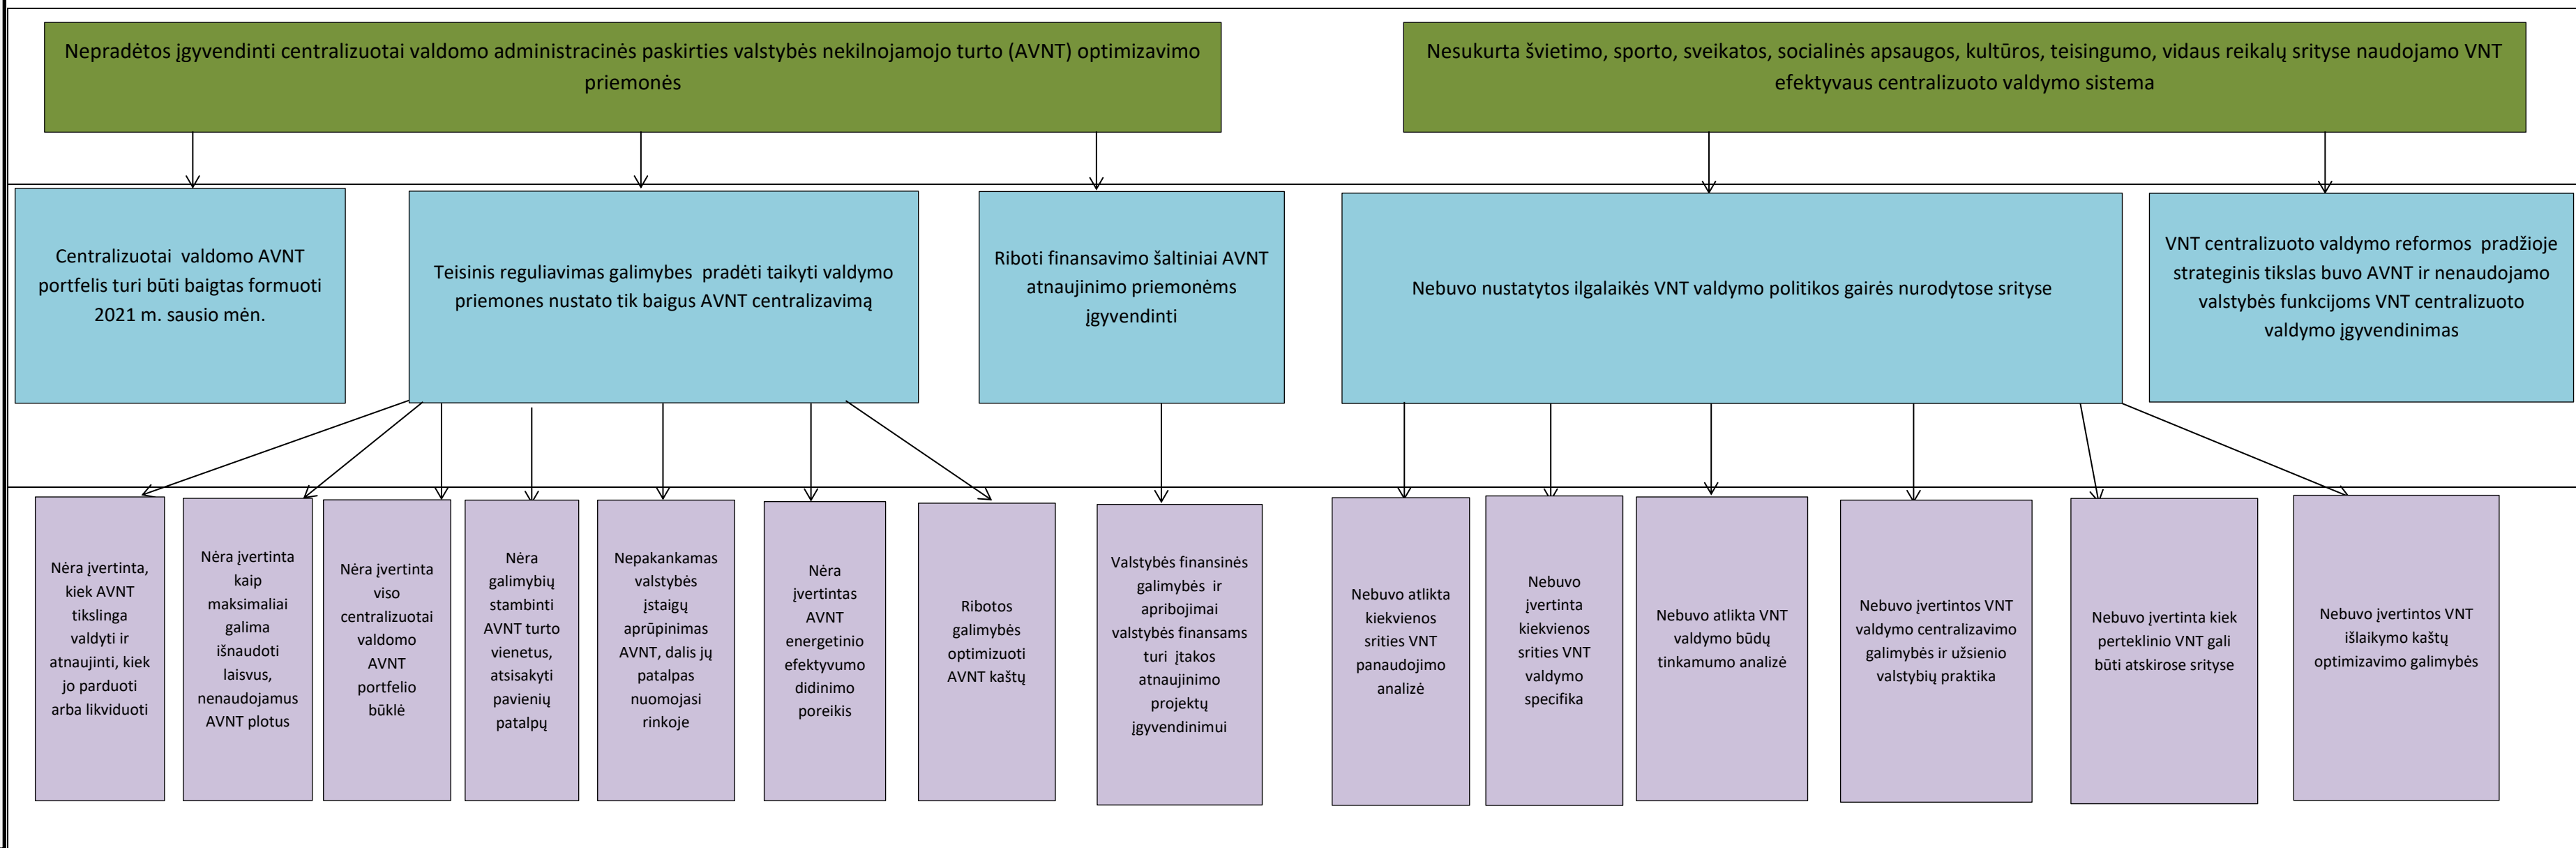 Nepradėtos įgyvendinti centralizuotai valdomo administracinės paskirties valstybės nekilnojamojo turto (AVNT) optimizavimo
priemonės
Nesukurta švietimo, sporto, sveikatos, socialinės apsaugos, kultūros, teisingumo, vidaus reikalų srityse naudojamo VNT
efektyvaus centralizuoto valdymo sistema
Centralizuotai valdomo AVNT
portfelis turi būti baigtas formuoti
2021 m. sausio mėn.
Teisinis reguliavimas galimybes pradėti taikyti valdymo
priemones nustato tik baigus AVNT centralizavimą
Riboti finansavimo šaltiniai AVNT
atnaujinimo priemonėms
įgyvendinti
Nebuvo nustatytos ilgalaikės VNT valdymo politikos gairės nurodytose srityse
VNT centralizuoto valdymo reformos pradžioje
strateginis tikslas buvo AVNT ir nenaudojamo
valstybės funkcijoms VNT centralizuoto
valdymo įgyvendinimas
Nėra įvertinta,
kiek AVNT
tikslinga
valdyti ir
atnaujinti, kiek
jo parduoti
arba likviduoti
Nėra įvertinta
kaip
maksimaliai
galima
išnaudoti
laisvus,
nenaudojamus
AVNT plotus
Nėra įvertinta
viso
centralizuotai
valdomo
AVNT
portfelio
būklė
Nėra
galimybių
stambinti
AVNT turto
vienetus,
atsisakyti
pavienių
patalpų
Nepakankamas
valstybės
įstaigų
aprūpinimas
AVNT, dalis jų
patalpas
nuomojasi
rinkoje
Nėra
įvertintas
AVNT
energetinio
efektyvumo
didinimo
poreikis
Ribotos
galimybės
optimizuoti
AVNT kaštų
Valstybės finansinės
galimybės ir
apribojimai
valstybės finansams
turi įtakos
atnaujinimo
projektų
įgyvendinimui
Nebuvo atlikta
kiekvienos
srities VNT
panaudojimo
analizė
Nebuvo
įvertinta
kiekvienos
srities VNT
valdymo
specifika
Nebuvo atlikta VNT
valdymo būdų
tinkamumo analizė
Nebuvo įvertintos VNT
valdymo centralizavimo
galimybės ir užsienio
valstybių praktika
Nebuvo įvertinta kiek
perteklinio VNT gali
būti atskirose srityse
Nebuvo įvertintos VNT
išlaikymo kaštų
optimizavimo galimybės